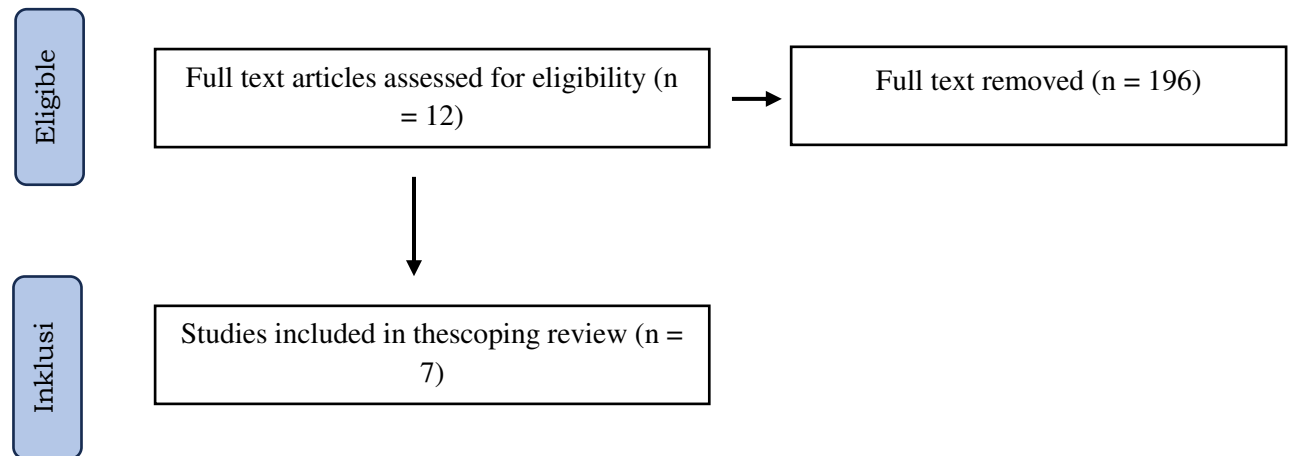 Eligible
Full text articles assessed for eligibility (n
= 12)
Full text removed (n = 196)
Inklusi
Studies included in thescoping review (n =
7)